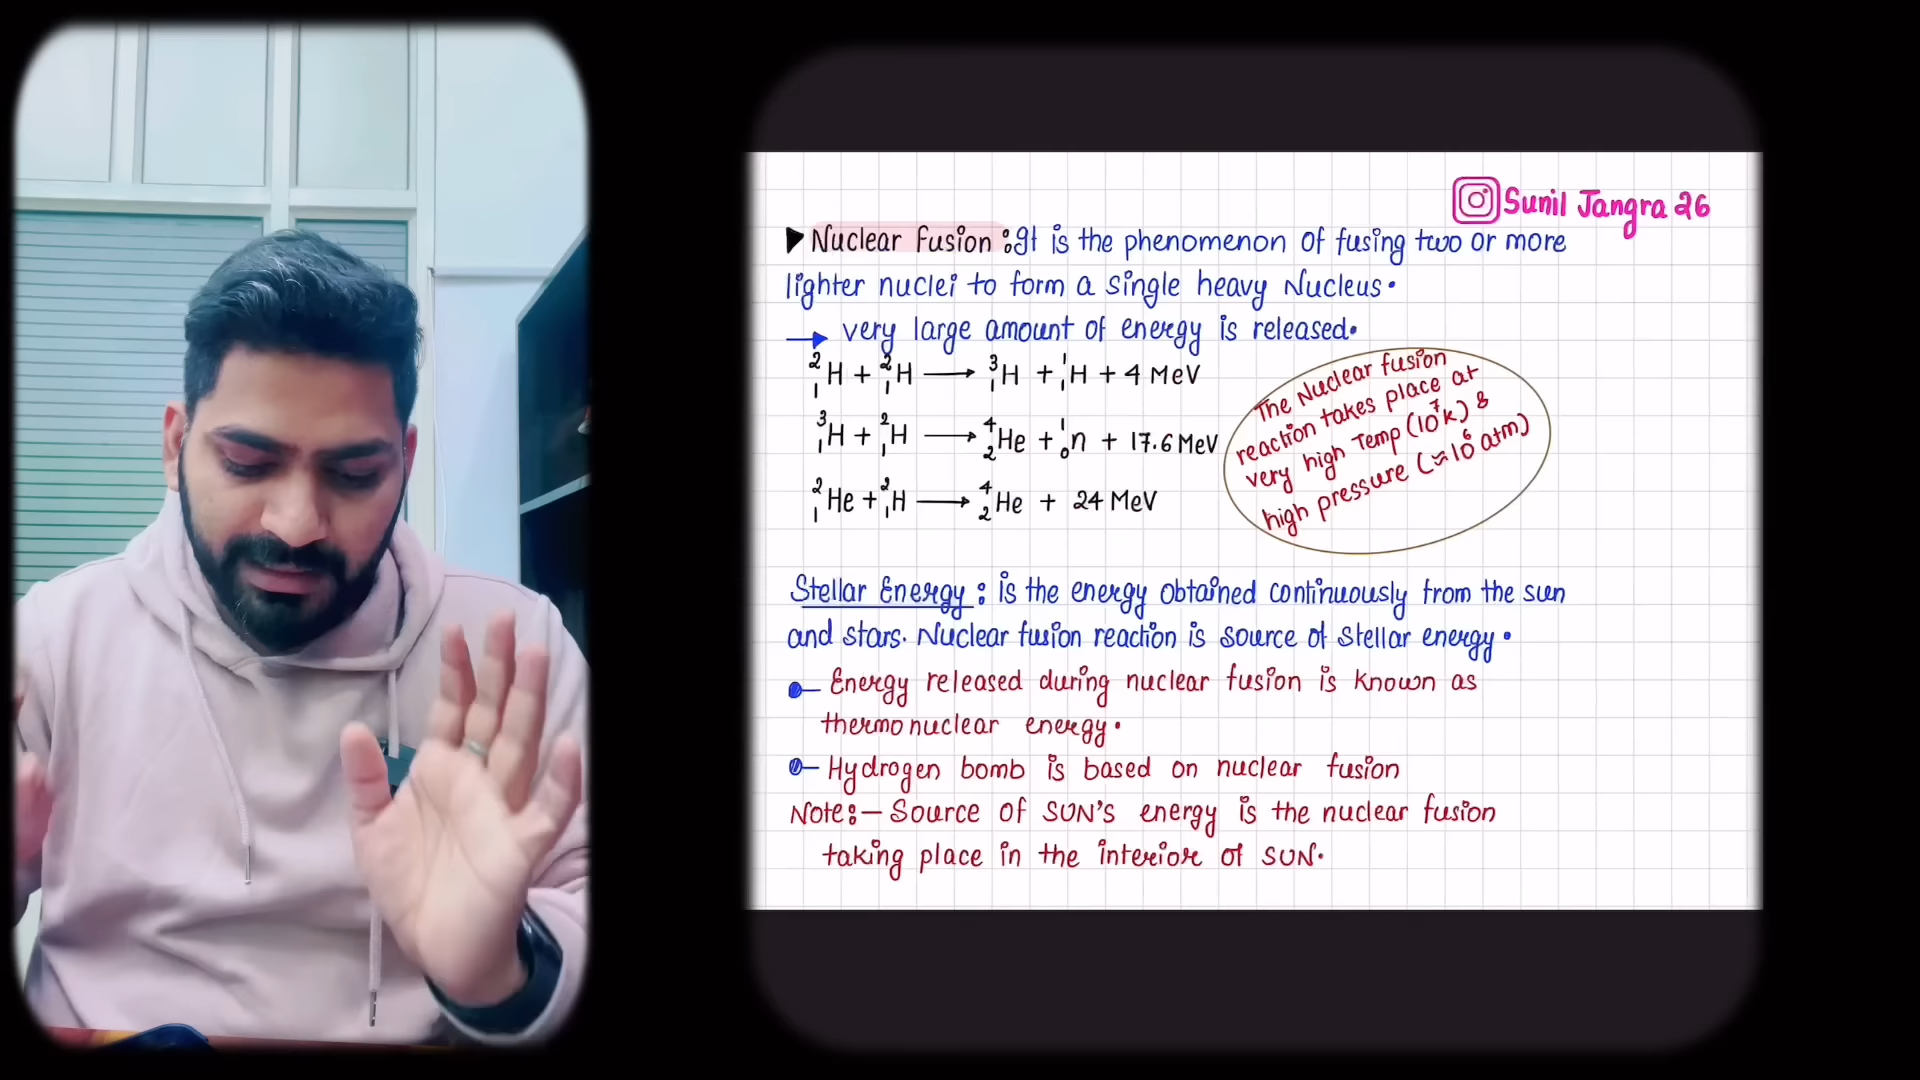 Sunil Jangra 26
▶ Nuclear Fusion : It is the phenomenon of fusing two or more
lighter nuclei to form a single heavy Nucleus.
→ very large amount of energy is released.
²₁H + ²₁H ⟶ ³₁H + ¹₁H + 4 MeV
³₁H + ²₁H ⟶ ⁴₂He + ¹₀n + 17.6 MeV
²₁He + ²₁H ⟶ ⁴₂He + 24 MeV
The Nuclear fusion
reaction takes place at
very high Temp (10⁷K) &
high pressure (≈10⁶ atm)
Stellar Energy : is the energy obtained continuously from the sun
and stars. Nuclear fusion reaction is source of stellar energy.
Energy released during nuclear fusion is known as
thermo nuclear energy.
Hydrogen bomb is based on nuclear fusion
Note:— Source of SUN'S energy is the nuclear fusion
taking place in the interior of SUN.